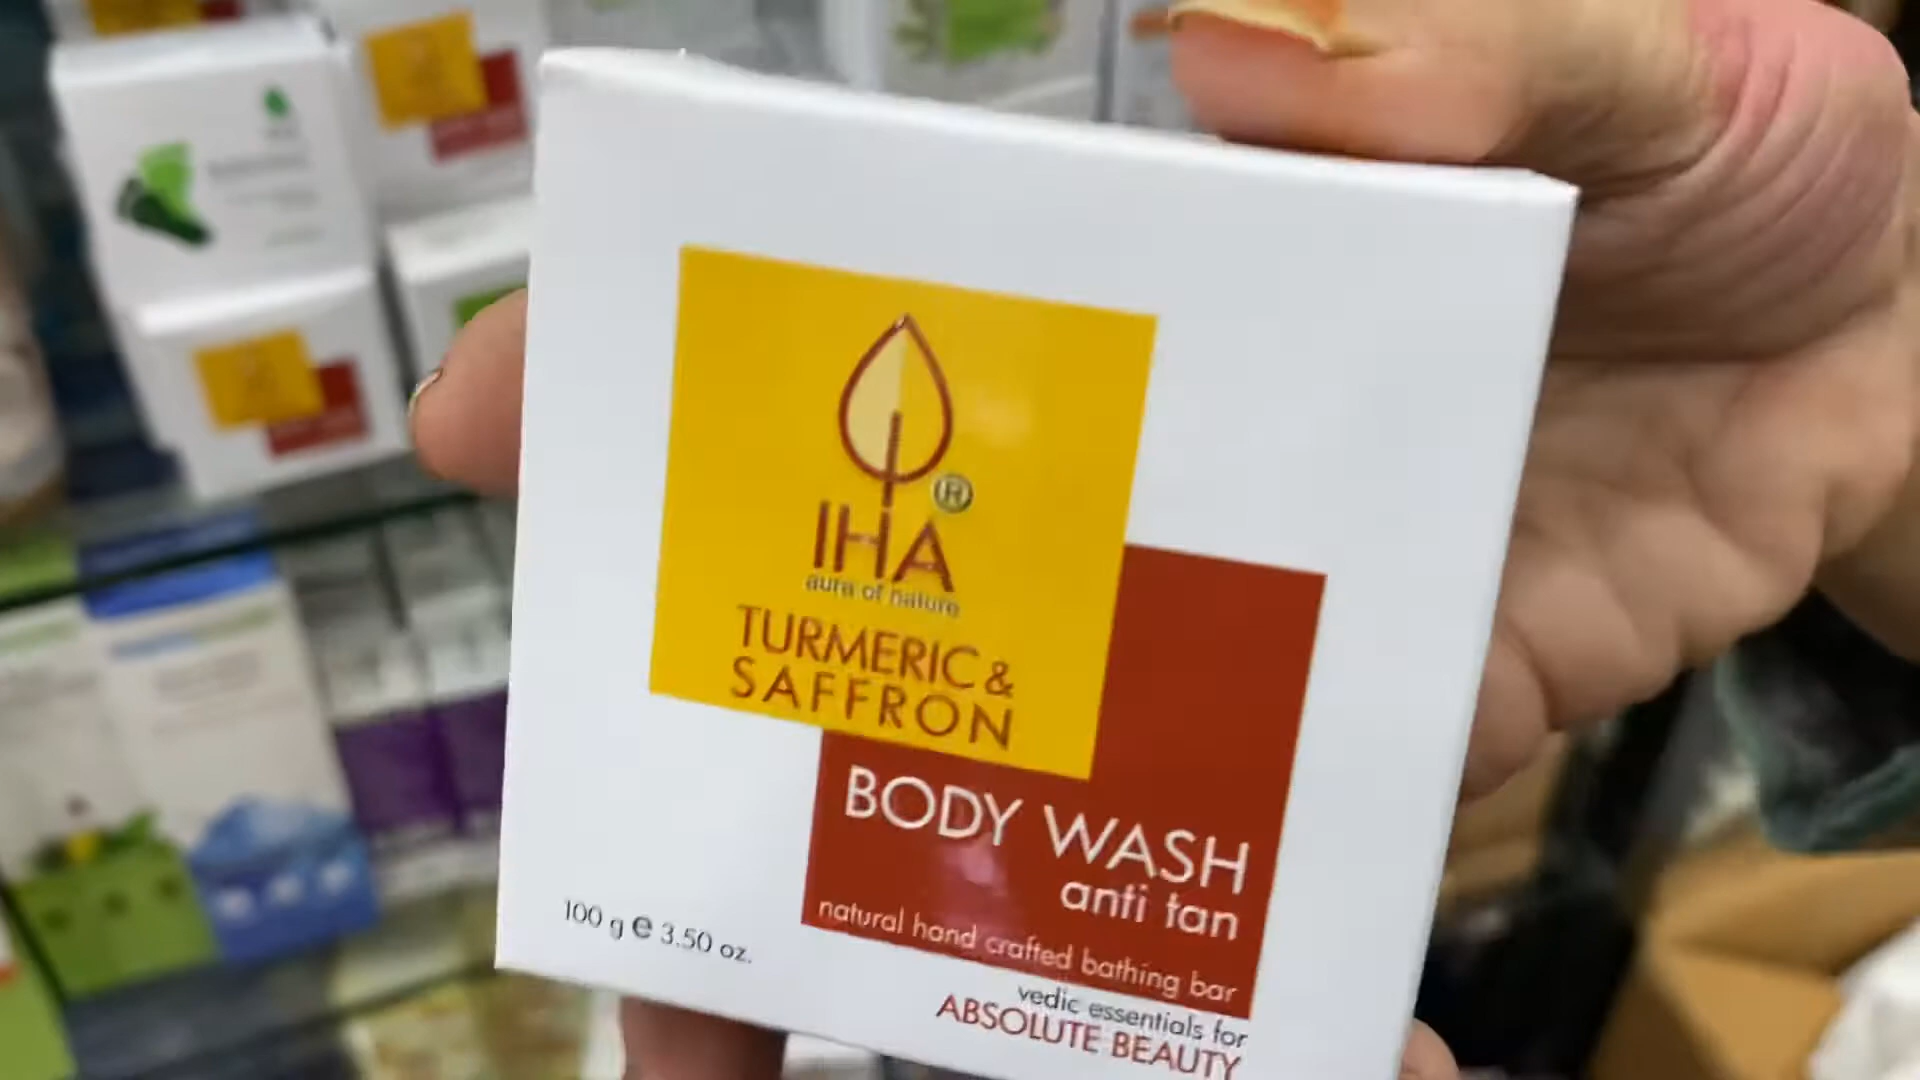 IHA®
aura of nature
TURMERIC &
SAFFRON
BODY WASH
anti tan
natural hand crafted bathing bar
100 g ℮ 3.50 oz.
vedic essentials for
ABSOLUTE BEAUTY